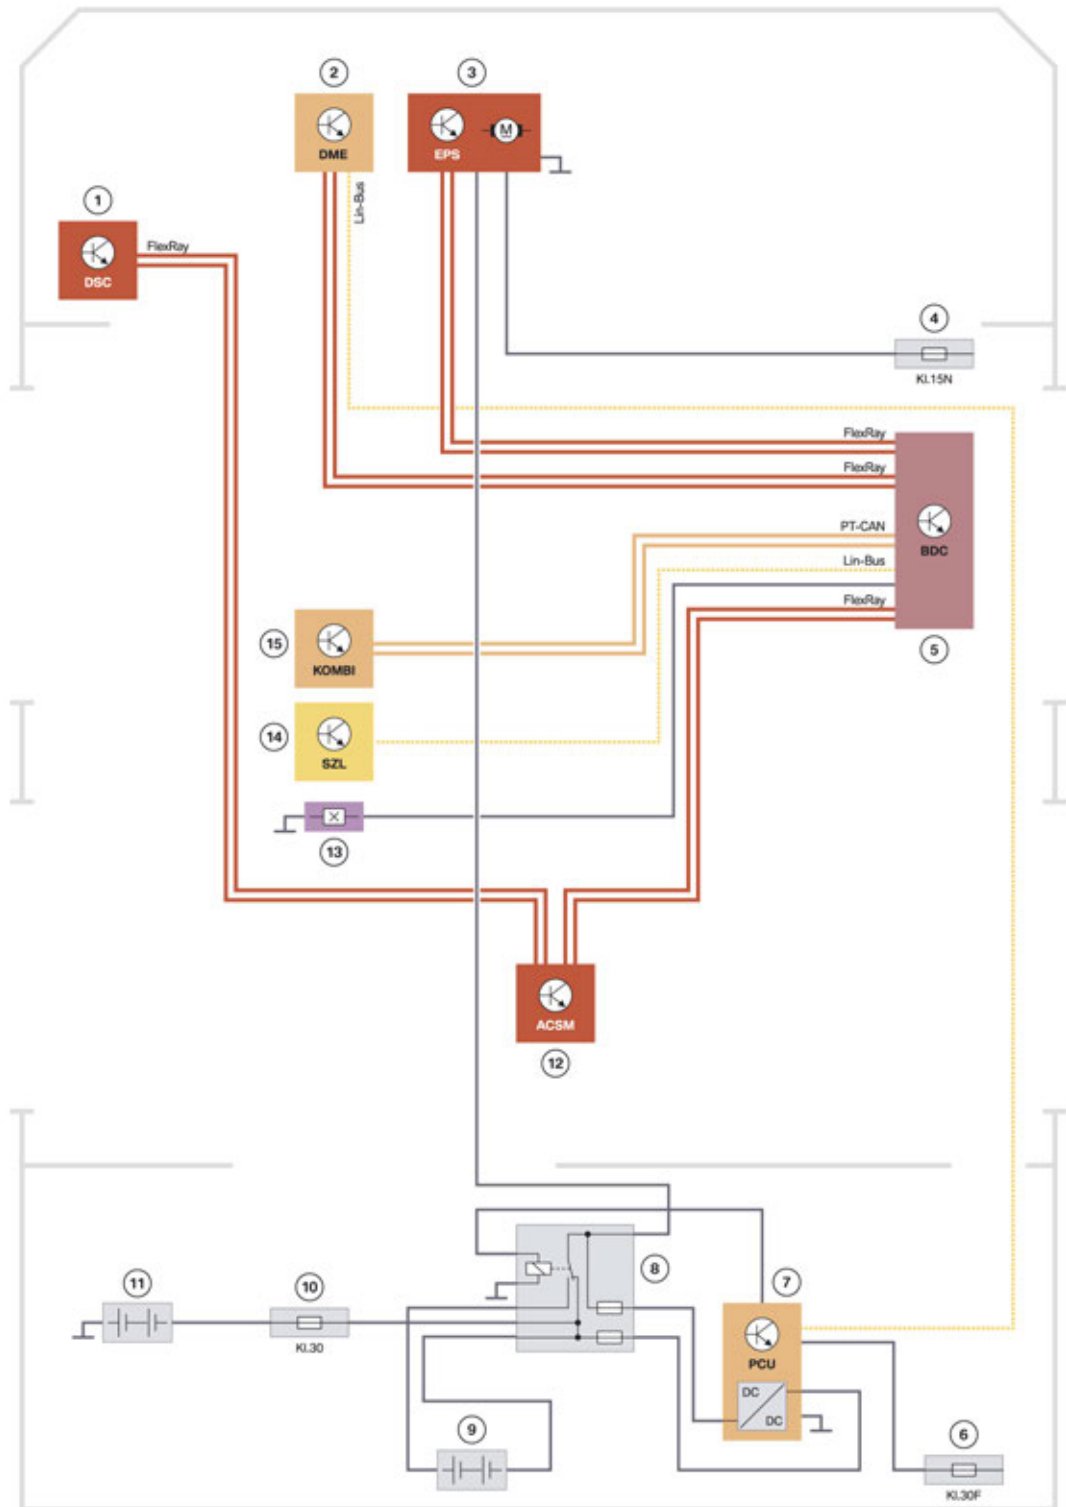 2
3
DME
M
EPS
1
Lin-Bus
FlexRay
DSC
4
Kl.15N
FlexRay
FlexRay
PT-CAN
BDC
Lin-Bus
FlexRay
15
KOMBI
5
14
SZL
13
ACSM
12
8
7
11
10
Kl.30
PCU
DC
DC
9
6
Kl.30F